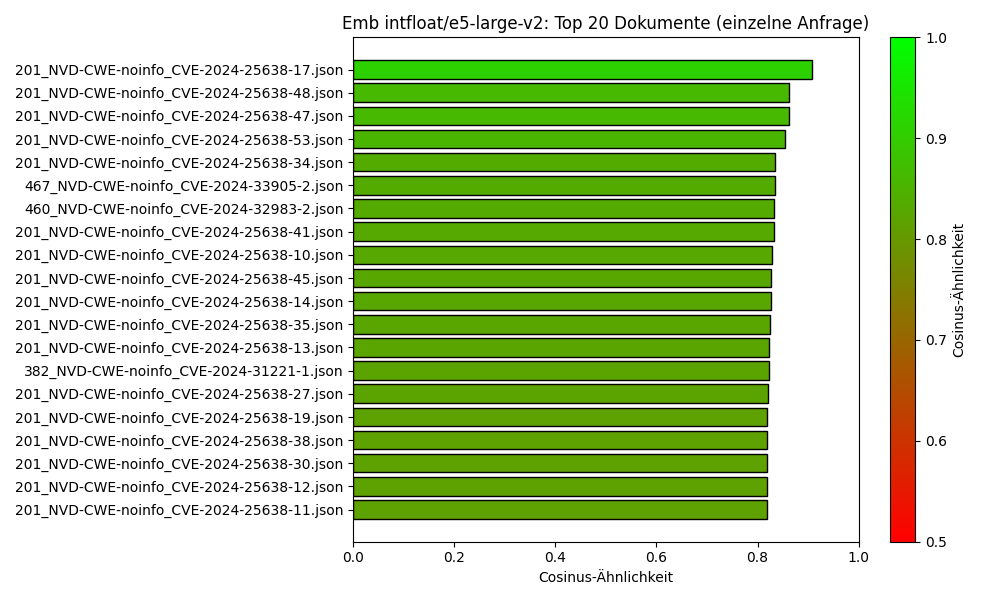 Emb intfloat/e5-large-v2: Top 20 Dokumente (einzelne Anfrage)
201_NVD-CWE-noinfo_CVE-2024-25638-17.json
201_NVD-CWE-noinfo_CVE-2024-25638-48.json
201_NVD-CWE-noinfo_CVE-2024-25638-47.json
201_NVD-CWE-noinfo_CVE-2024-25638-53.json
201_NVD-CWE-noinfo_CVE-2024-25638-34.json
467_NVD-CWE-noinfo_CVE-2024-33905-2.json
460_NVD-CWE-noinfo_CVE-2024-32983-2.json
201_NVD-CWE-noinfo_CVE-2024-25638-41.json
201_NVD-CWE-noinfo_CVE-2024-25638-10.json
201_NVD-CWE-noinfo_CVE-2024-25638-45.json
201_NVD-CWE-noinfo_CVE-2024-25638-14.json
201_NVD-CWE-noinfo_CVE-2024-25638-35.json
201_NVD-CWE-noinfo_CVE-2024-25638-13.json
382_NVD-CWE-noinfo_CVE-2024-31221-1.json
201_NVD-CWE-noinfo_CVE-2024-25638-27.json
201_NVD-CWE-noinfo_CVE-2024-25638-19.json
201_NVD-CWE-noinfo_CVE-2024-25638-38.json
201_NVD-CWE-noinfo_CVE-2024-25638-30.json
201_NVD-CWE-noinfo_CVE-2024-25638-12.json
201_NVD-CWE-noinfo_CVE-2024-25638-11.json
0.0 0.2 0.4 0.6 0.8 1.0
Cosinus-Ähnlichkeit
1.0
0.9
0.8
0.7
0.6
0.5
Cosinus-Ähnlichkeit